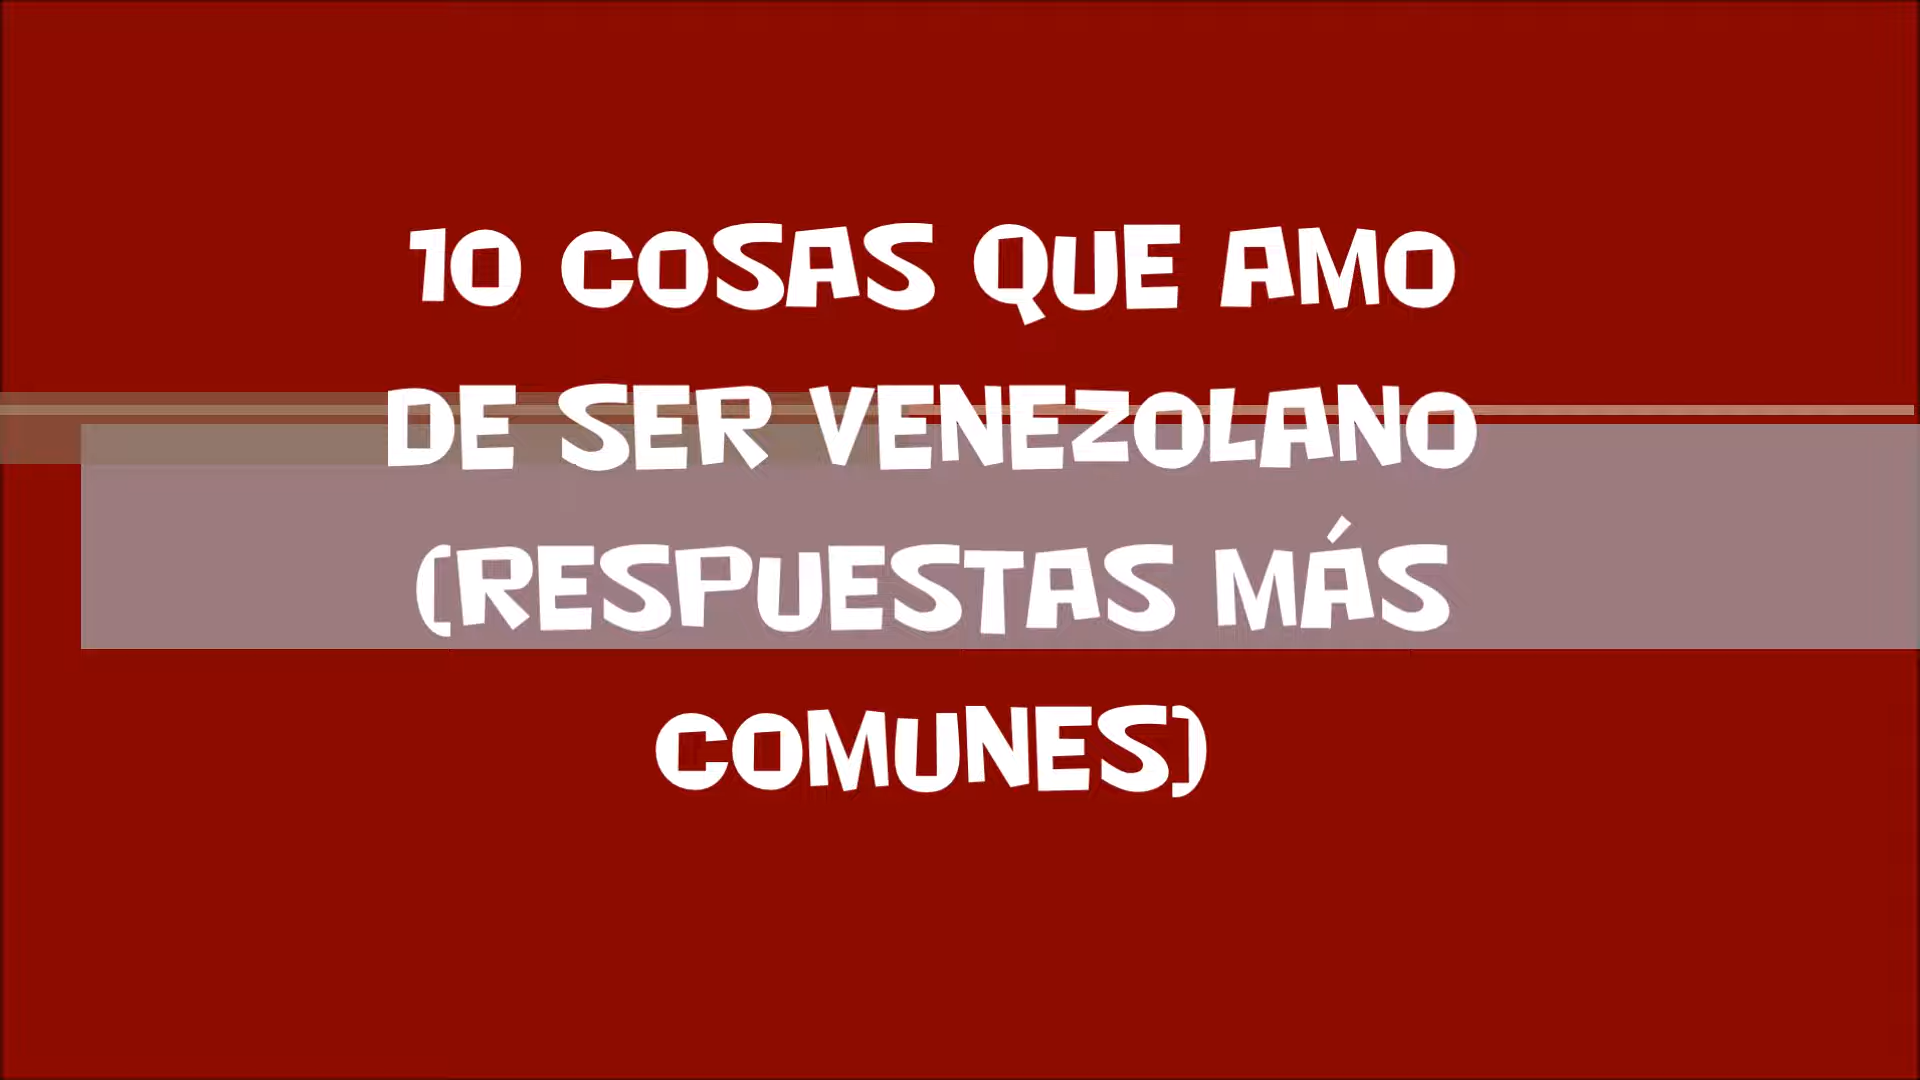 10 COSAS QUE AMO
DE SER VENEZOLANO
(RESPUESTAS MÁS
COMUNES)